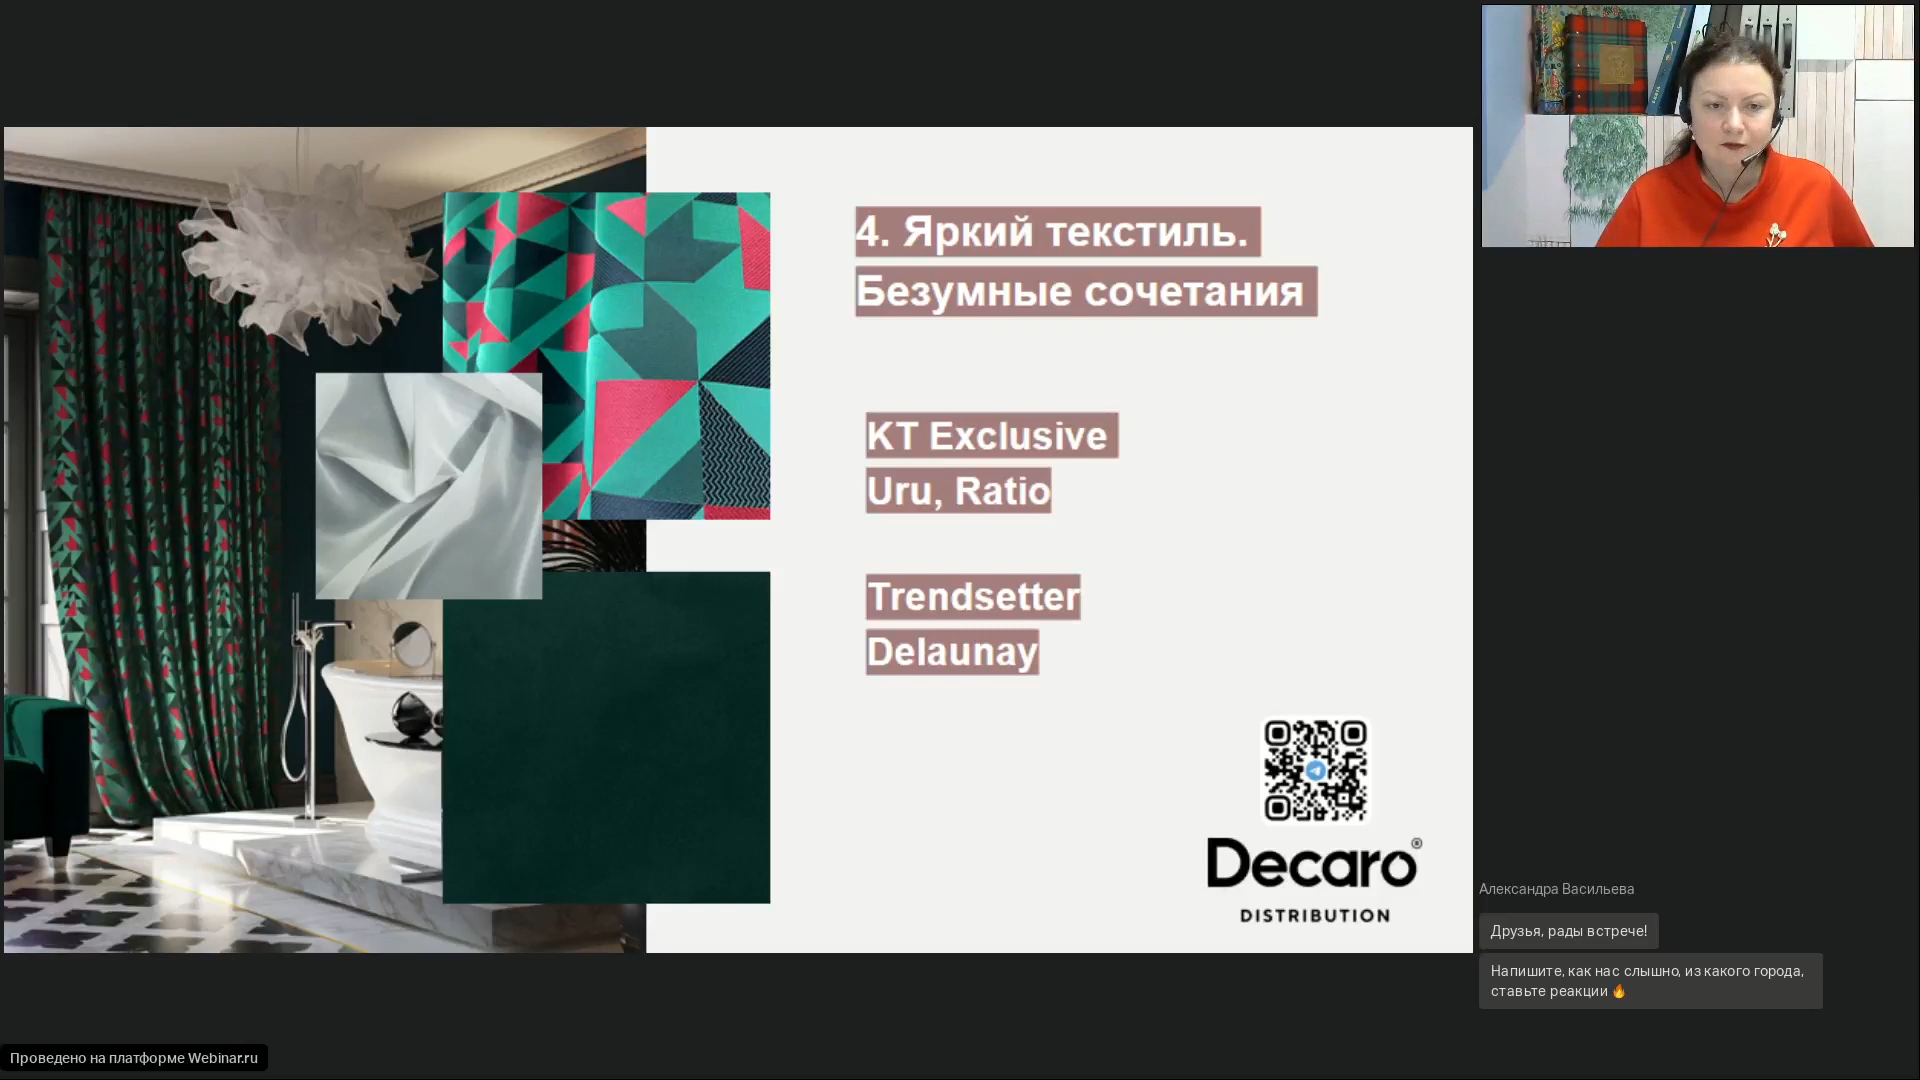 4. Яркий текстиль.
Безумные сочетания
KT Exclusive
Uru, Ratio
Trendsetter
Delaunay
Decaro®
DISTRIBUTION
Александра Васильева
Друзья, рады встрече!
Напишите, как нас слышно, из какого города,
ставьте реакции 🔥
Проведено на платформе Webinar.ru